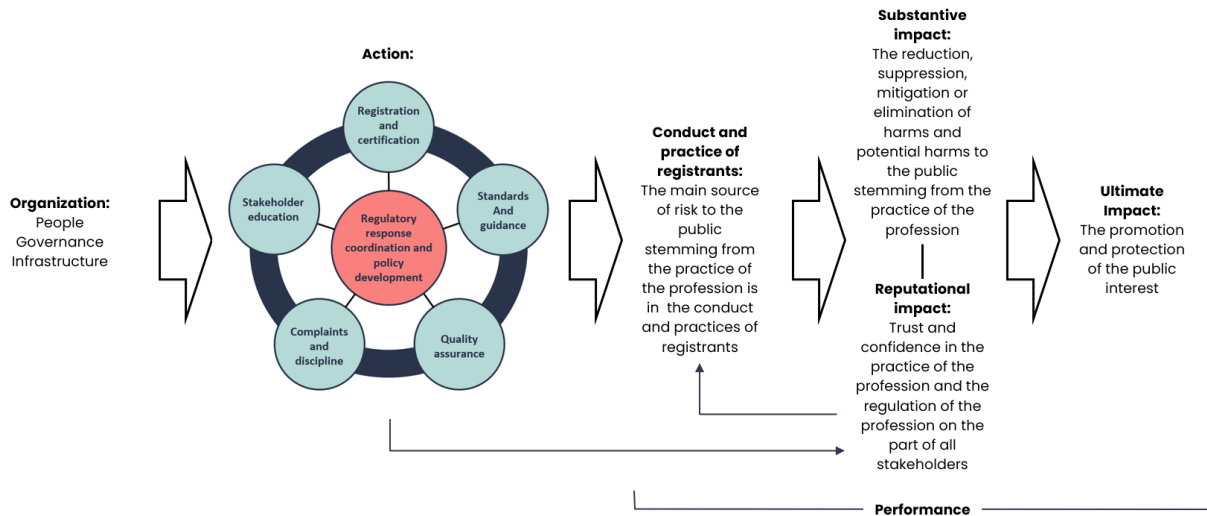 Organization:
People
Governance
Infrastructure
Action:
Registration
and
certification
Stakeholder
education
Standards
And
guidance
Regulatory
response
coordination and
policy
development
Complaints
and
discipline
Quality
assurance
Conduct and
practice of
registrants:
The main source
of risk to the
public
stemming from
the practice of
the profession is
in the conduct
and practices of
registrants
Substantive
impact:
The reduction,
suppression,
mitigation or
elimination of
harms and
potential harms to
the public
stemming from the
practice of the
profession
Reputational
impact:
Trust and
confidence in the
practice of the
profession and the
regulation of the
profession on the
part of all
stakeholders
Ultimate
Impact:
The promotion
and protection
of the public
interest
Performance